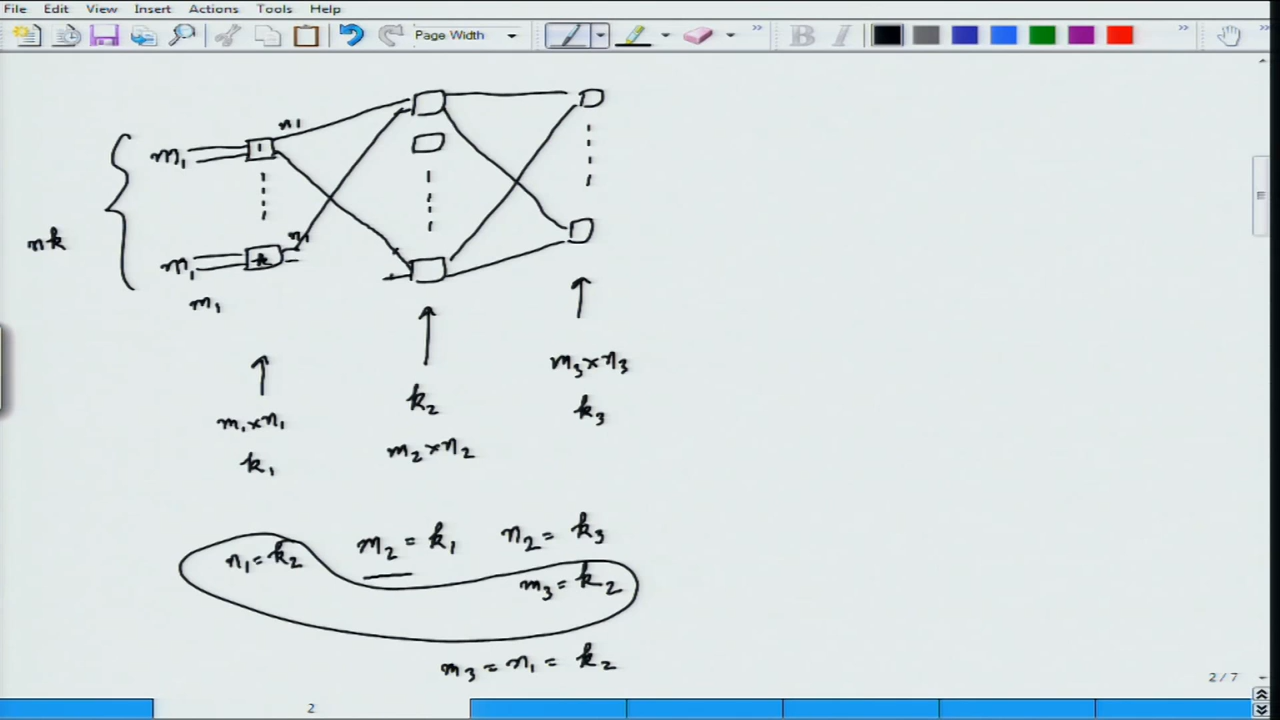 File Edit View Insert Actions Tools Help
Page Width
n1
m1 1
nk
n1
m1 k
m1
m1×n1
k1
k2
m2×n2
m3×n3
k3
n1=k2 m2=k1 n2=k3
m3=k2
m3=n1=k2
2 / 7
2